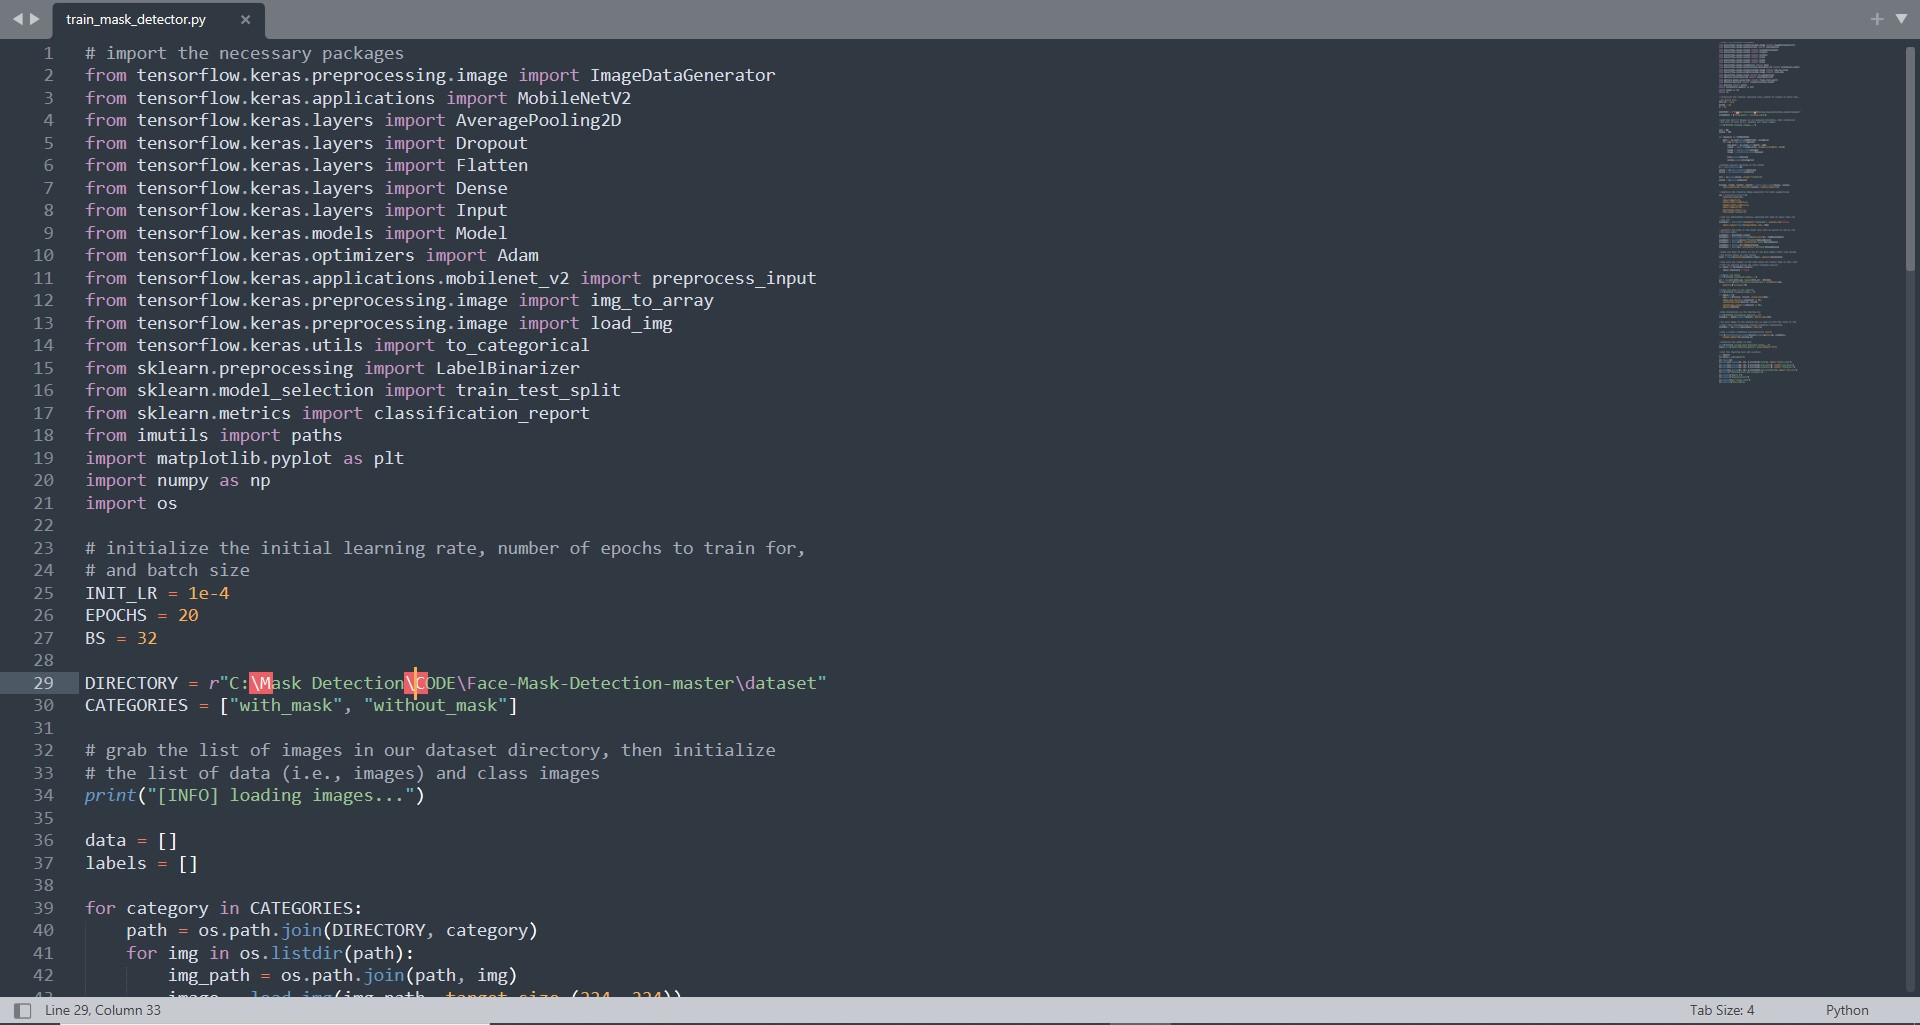 train_mask_detector.py
1 # import the necessary packages
2 from tensorflow.keras.preprocessing.image import ImageDataGenerator
3 from tensorflow.keras.applications import MobileNetV2
4 from tensorflow.keras.layers import AveragePooling2D
5 from tensorflow.keras.layers import Dropout
6 from tensorflow.keras.layers import Flatten
7 from tensorflow.keras.layers import Dense
8 from tensorflow.keras.layers import Input
9 from tensorflow.keras.models import Model
10 from tensorflow.keras.optimizers import Adam
11 from tensorflow.keras.applications.mobilenet_v2 import preprocess_input
12 from tensorflow.keras.preprocessing.image import img_to_array
13 from tensorflow.keras.preprocessing.image import load_img
14 from tensorflow.keras.utils import to_categorical
15 from sklearn.preprocessing import LabelBinarizer
16 from sklearn.model_selection import train_test_split
17 from sklearn.metrics import classification_report
18 from imutils import paths
19 import matplotlib.pyplot as plt
20 import numpy as np
21 import os
22
23 # initialize the initial learning rate, number of epochs to train for,
24 # and batch size
25 INIT_LR = 1e-4
26 EPOCHS = 20
27 BS = 32
28
29 DIRECTORY = r"C:\Mask Detection\CODE\Face-Mask-Detection-master\dataset"
30 CATEGORIES = ["with_mask", "without_mask"]
31
32 # grab the list of images in our dataset directory, then initialize
33 # the list of data (i.e., images) and class images
34 print("[INFO] loading images...")
35
36 data = []
37 labels = []
38
39 for category in CATEGORIES:
40     path = os.path.join(DIRECTORY, category)
41     for img in os.listdir(path):
42         img_path = os.path.join(path, img)
43         image = load_img(img_path, target_size=(224, 224))
Line 29, Column 33
Tab Size: 4
Python